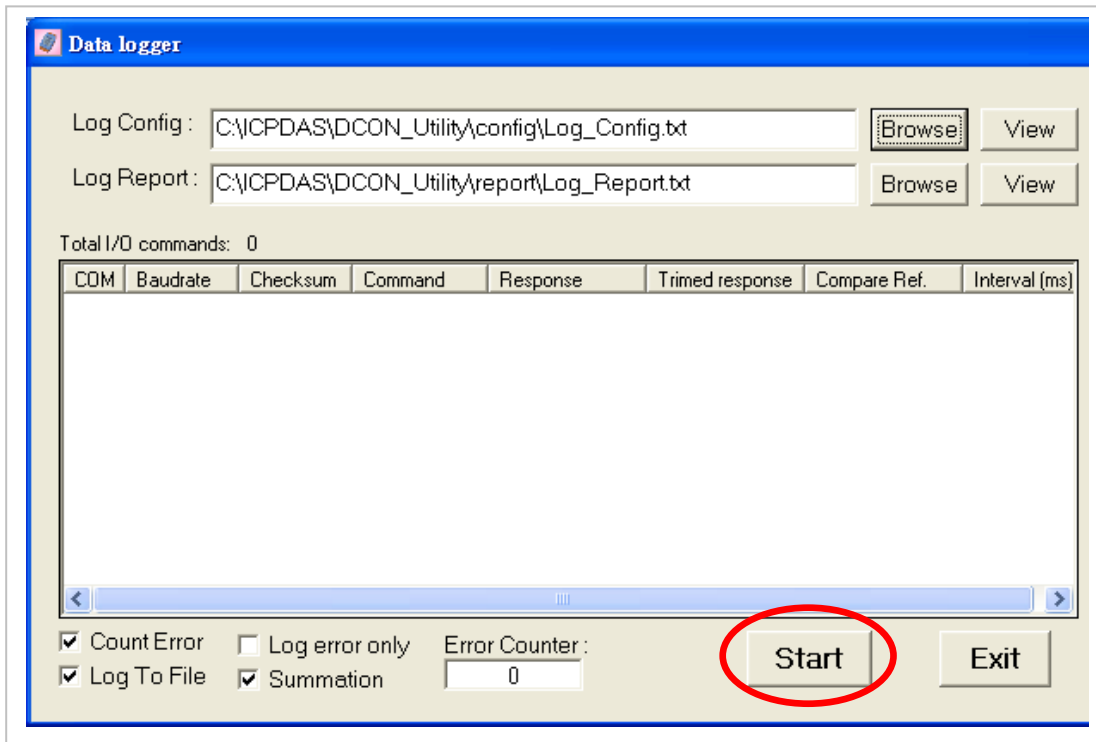 Data logger
Log Config : C:\ICPDAS\DCON_Utility\config\Log_Config.txt Browse View
Log Report : C:\ICPDAS\DCON_Utility\report\Log_Report.txt Browse View
Total I/O commands: 0
COM Baudrate Checksum Command Response Trimed response Compare Ref. Interval (ms)
Count Error Log error only Error Counter : Start Exit
Log To File Summation 0